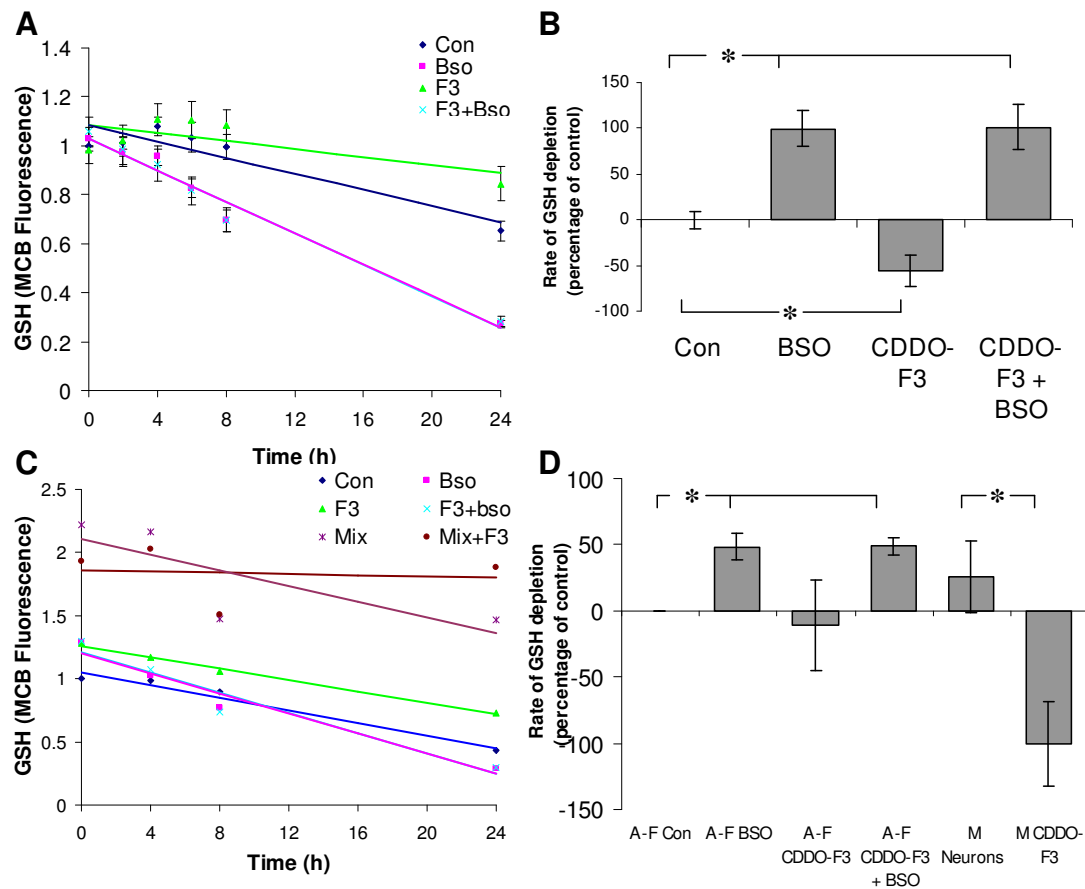 A
GSH (MCB Fluorescence)
1.4
1.2
1
0.8
0.6
0.4
0.2
0
0
4
8
12
16
20
24
Time (h)
Con
Bso
F3
F3+Bso
B
Rate of GSH depletion
(percentage of control)
150
100
50
0
-50
-100
*
*
Con
BSO
CDDO-
F3
CDDO-
F3 +
BSO
C
GSH (MCB Fluorescence)
2.5
2
1.5
1
0.5
0
0
4
8
12
16
20
24
Time (h)
Con
Bso
F3
F3+bso
Mix
Mix+F3
D
Rate of GSH depletion
(percentage of control)
100
50
0
-50
-100
-150
*
*
A-F Con
A-F BSO
A-F
CDDO-F3
A-F
CDDO-F3
+ BSO
M
Neurons
M CDDO-
F3